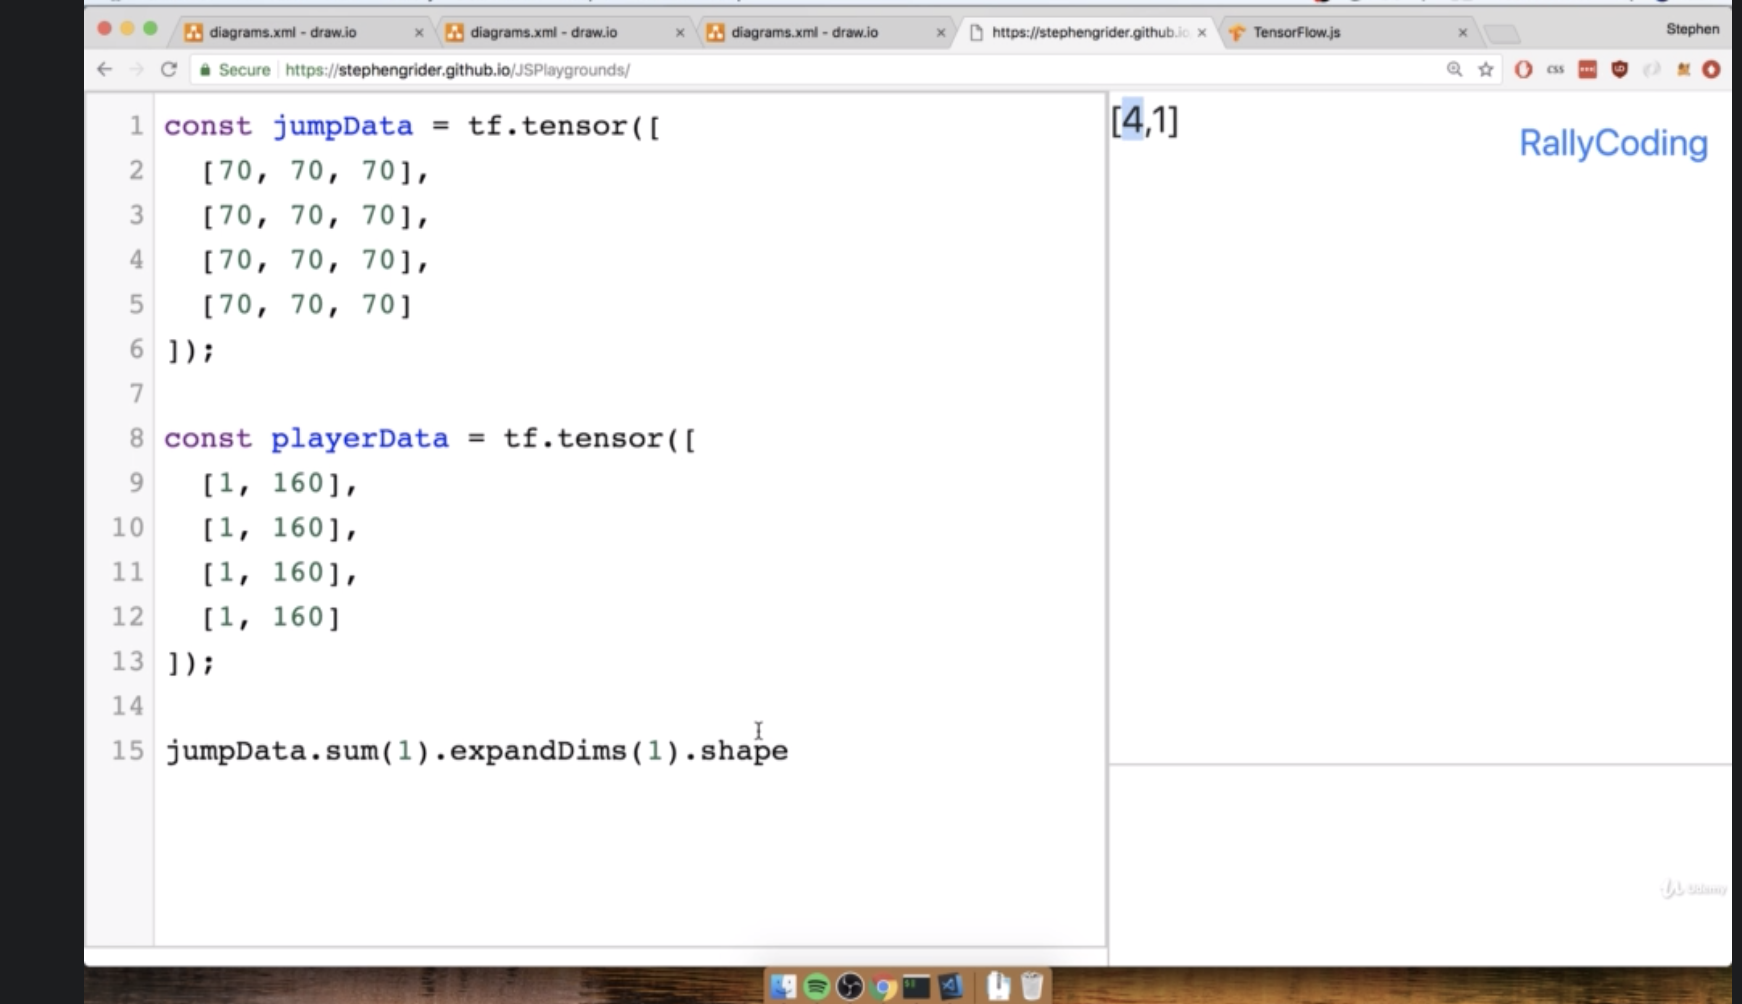 diagrams.xml - draw.io
diagrams.xml - draw.io
diagrams.xml - draw.io
https://stephengrider.github.io
TensorFlow.js
Stephen
Secure
https://stephengrider.github.io/JSPlaygrounds/
css
1 const jumpData = tf.tensor([
2 [70, 70, 70],
3 [70, 70, 70],
4 [70, 70, 70],
5 [70, 70, 70]
6 ]);
7
8 const playerData = tf.tensor([
9 [1, 160],
10 [1, 160],
11 [1, 160],
12 [1, 160]
13 ]);
14
15 jumpData.sum(1).expandDims(1).shape
[4,1]
RallyCoding
Udemy